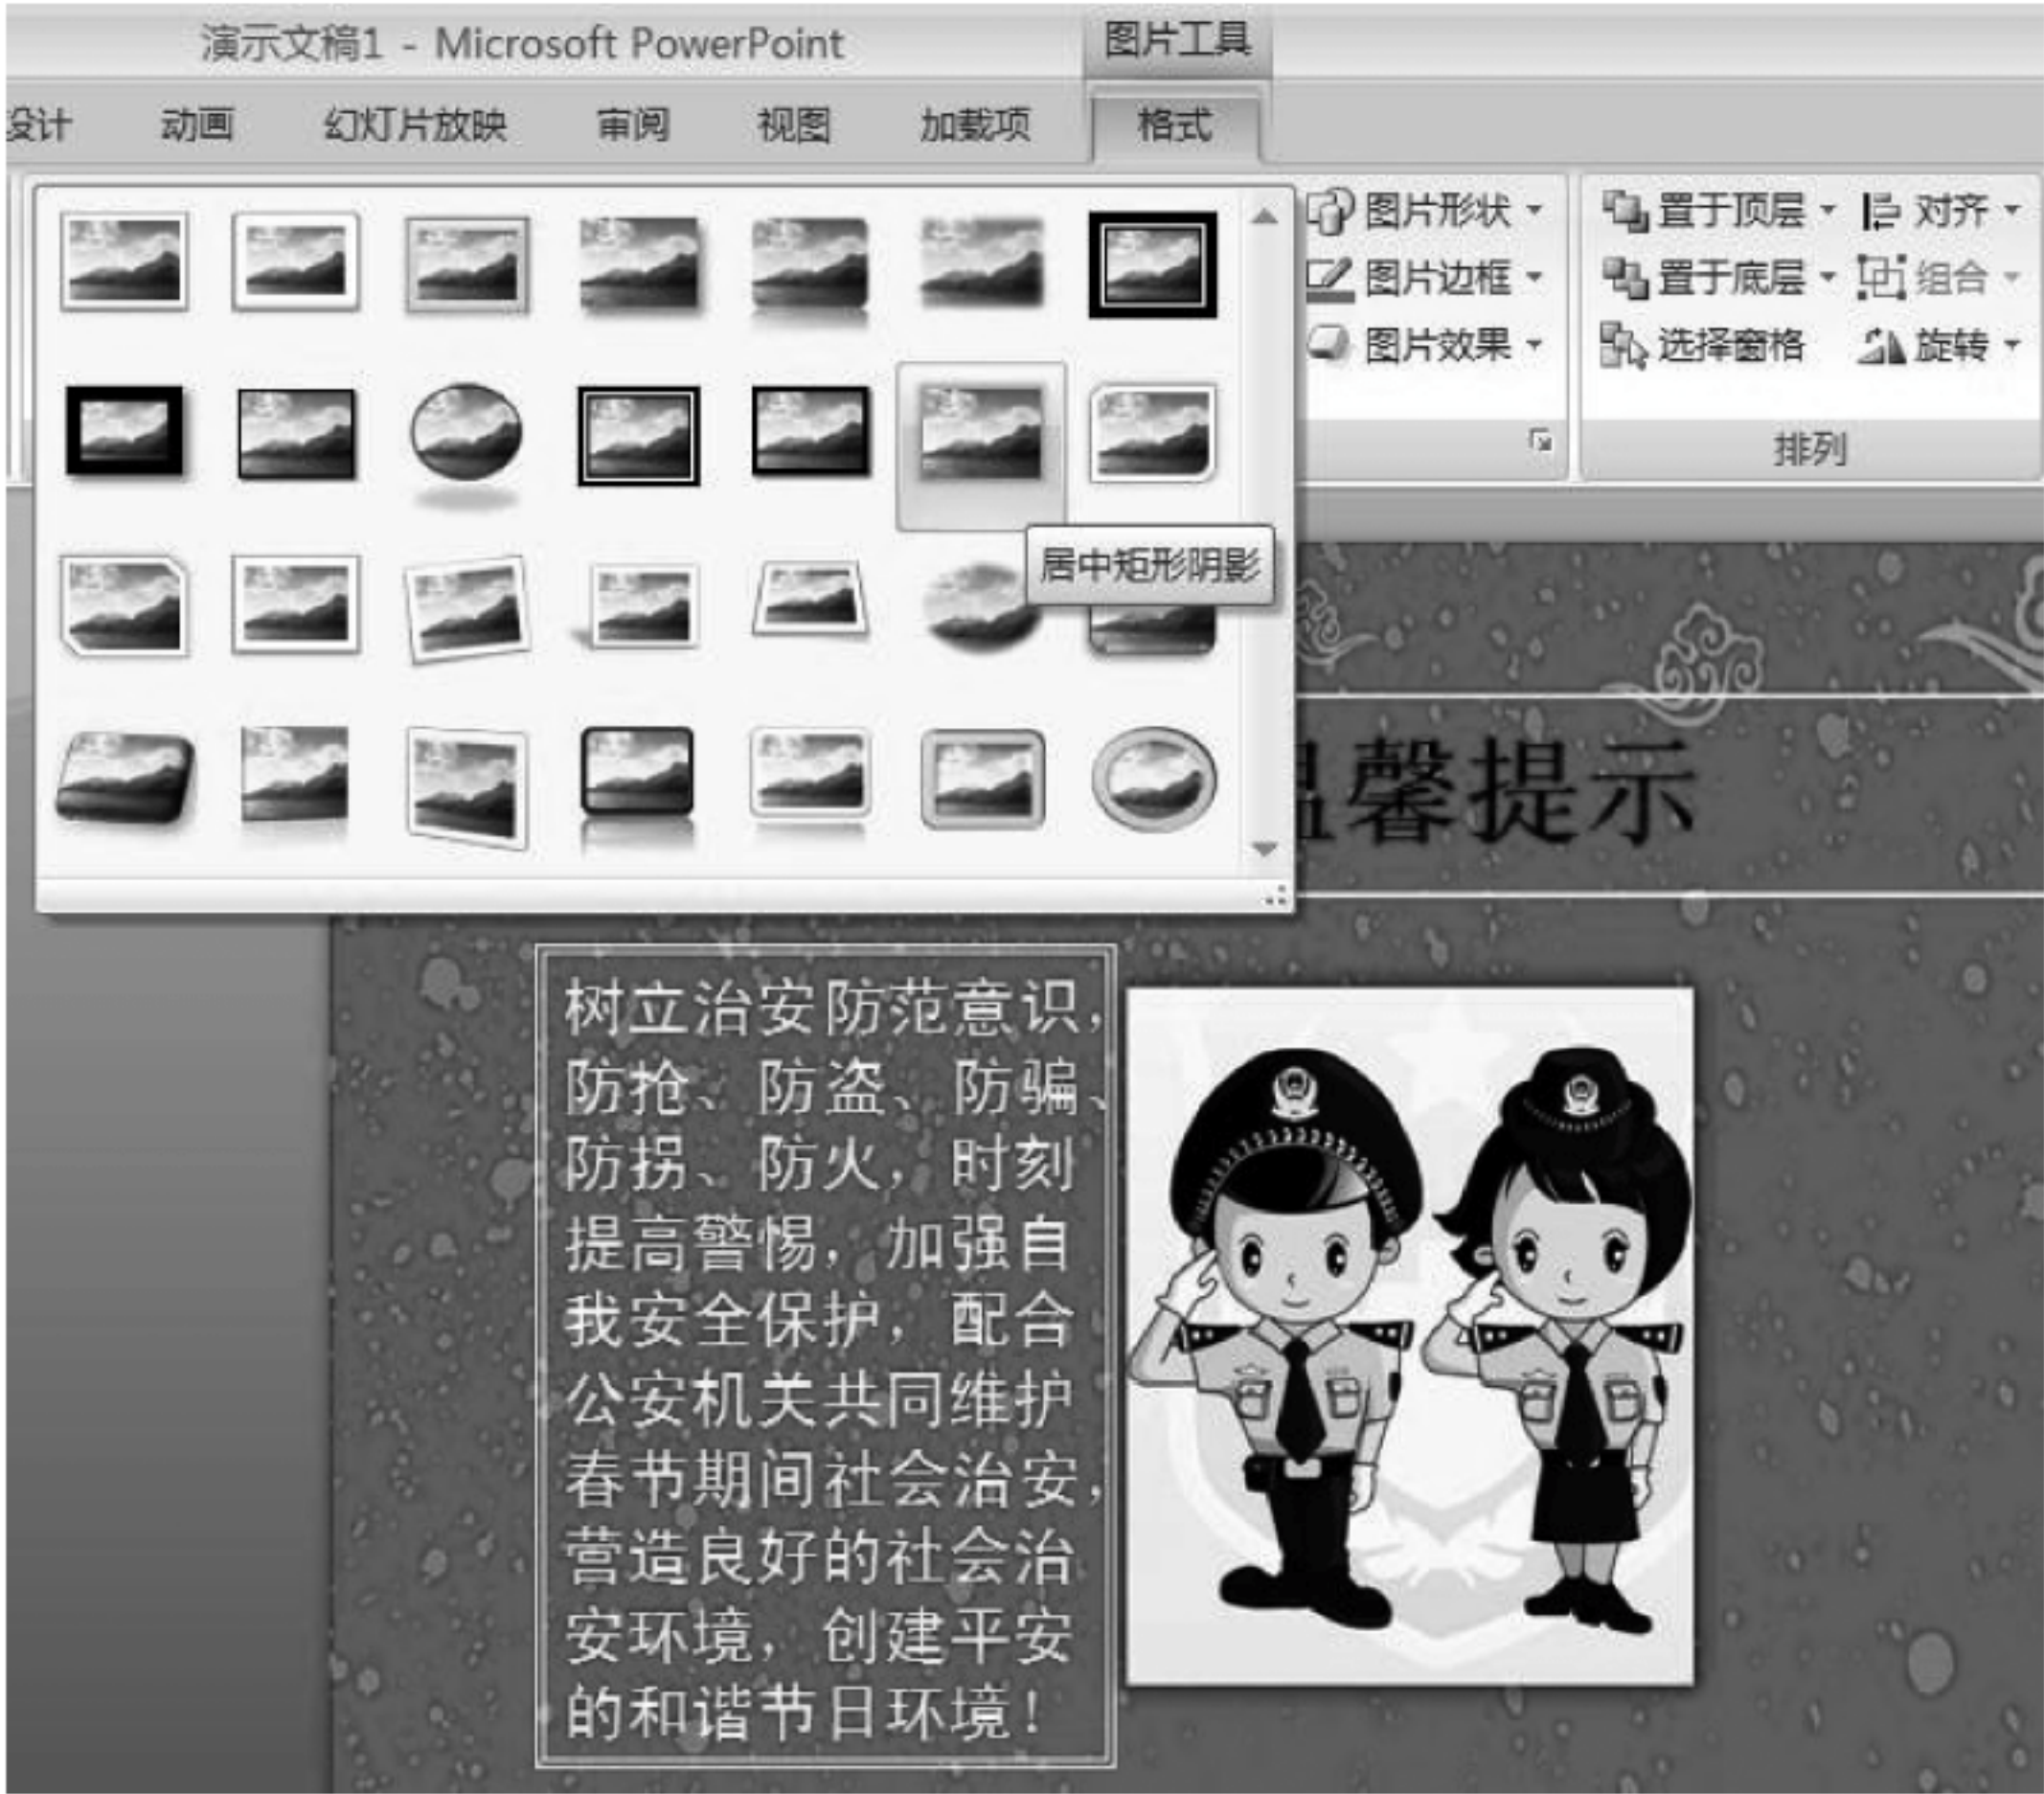 演示文稿1 - Microsoft PowerPoint
图片工具
设计 动画 幻灯片放映 审阅 视图 加载项 格式
图片形状 置于顶层 对齐
图片边框 置于底层 组合
图片效果 选择窗格 旋转
排列
居中矩形阴影
温馨提示
树立治安防范意识，
防抢、防盗、防骗、
防拐、防火，时刻
提高警惕，加强自
我安全保护，配合
公安机关共同维护
春节期间社会治安，
营造良好的社会治
安环境，创建平安
的和谐节日环境！